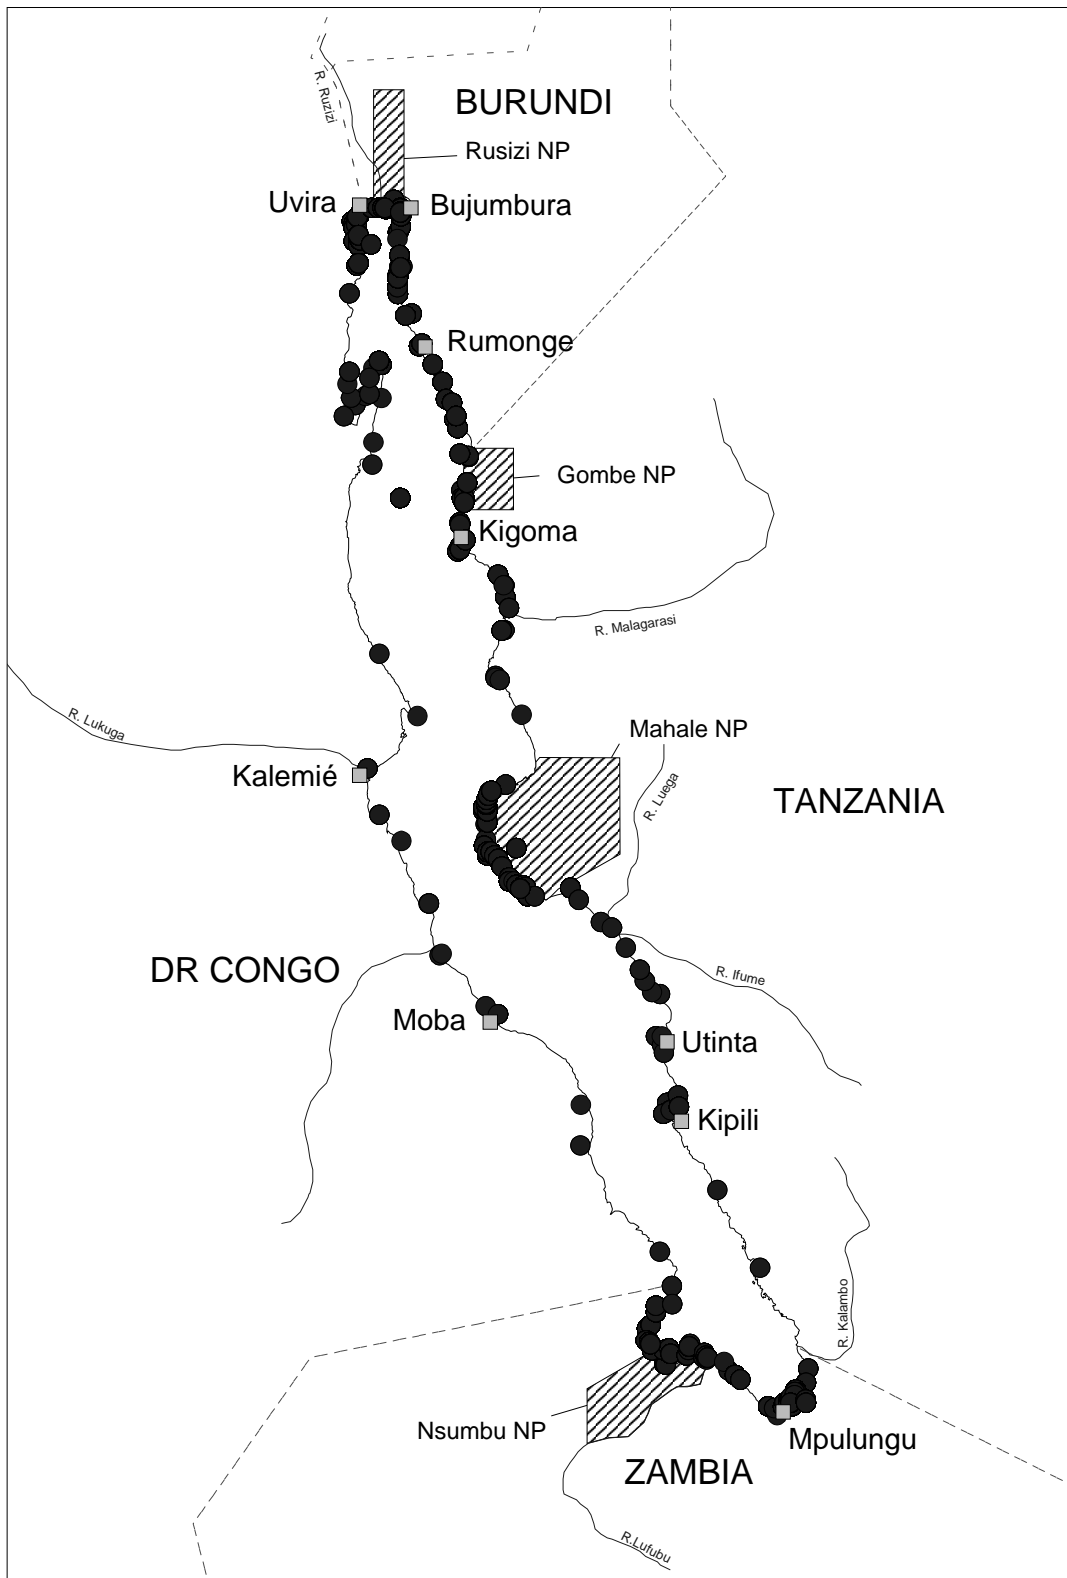 R. Ruzizi
BURUNDI
Rusizi NP
Uvira
Bujumbura
Rumonge
Gombe NP
Kigoma
R. Malagarasi
R. Lukuga
Mahale NP
Kalemié
R. Luega
TANZANIA
DR CONGO
R. Ifume
Moba
Utinta
Kipili
R. Kalambo
Nsumbu NP
Mpulungu
ZAMBIA
R.Lufubu